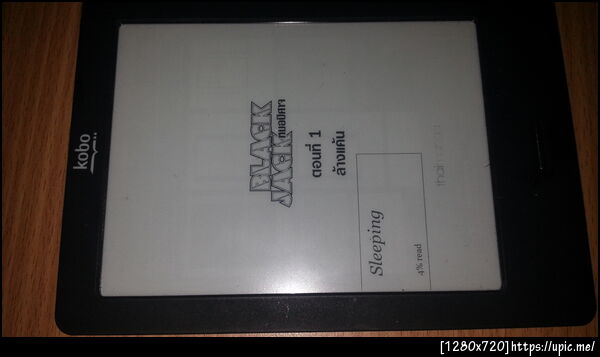 kobo
BLACK
JACK หมอปีศาจ
ตอนที่ 1
ล้างแค้น
Sleeping
4% read
[1280x720]https://upic.me/